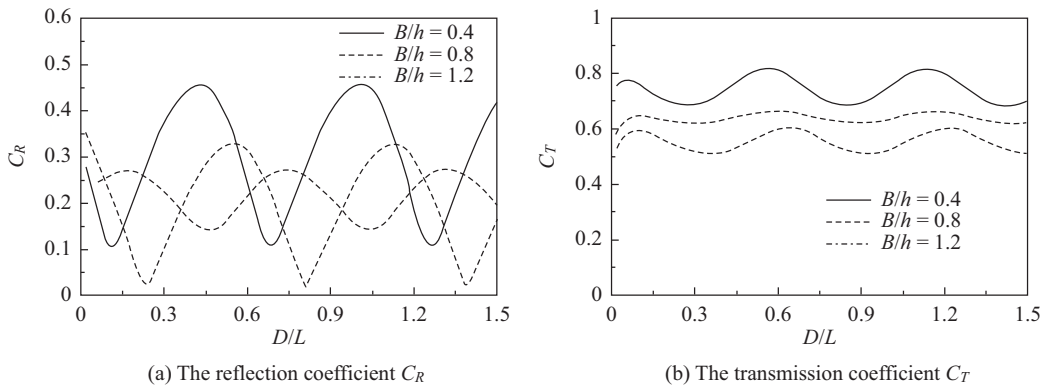 0.6
0.5
0.4
0.3
0.2
0.1
0
C_R
B/h = 0.4
B/h = 0.8
B/h = 1.2
0 0.3 0.6 0.9 1.2 1.5
D/L
(a) The reflection coefficient C_R
1
0.8
0.6
0.4
0.2
0
C_T
B/h = 0.4
B/h = 0.8
B/h = 1.2
0 0.3 0.6 0.9 1.2 1.5
D/L
(b) The transmission coefficient C_T